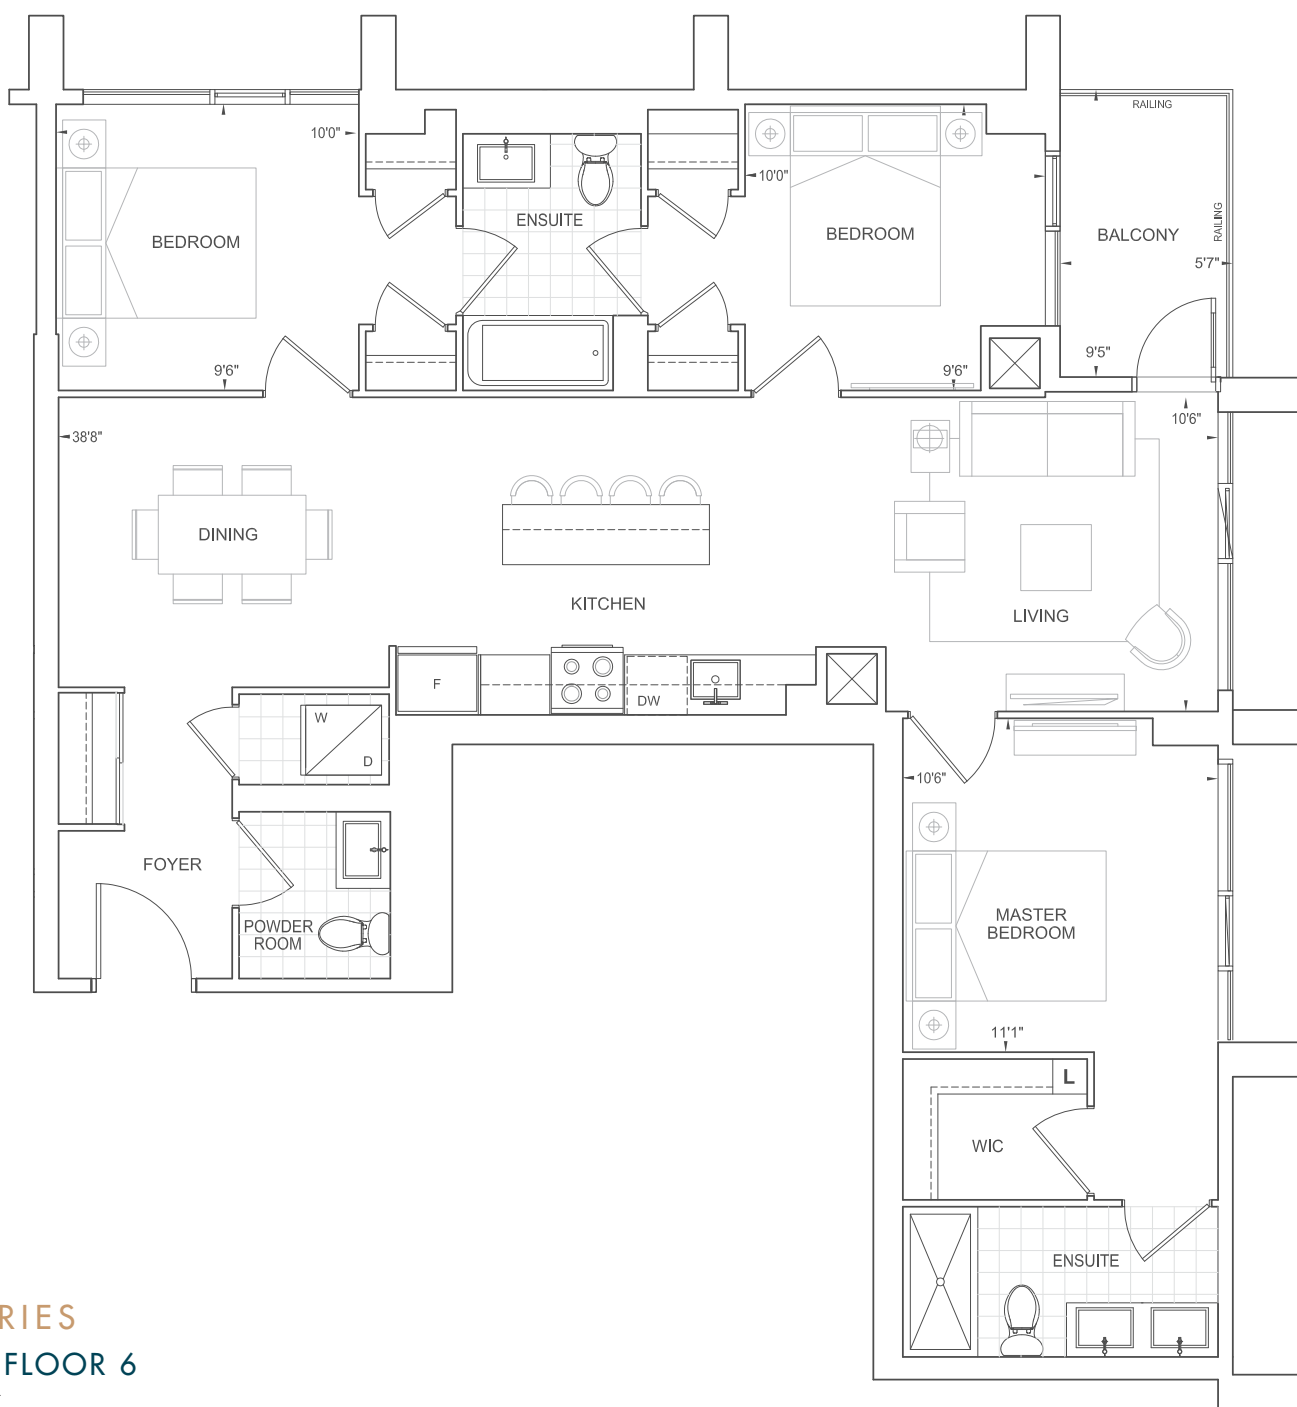 RAILING
10'0"
10'0"
RAILING
ENSUITE
BEDROOM
BEDROOM
BALCONY
5'7"
9'5"
9'6"
9'6"
38'8"
10'6"
DINING
KITCHEN
LIVING
F
DW
W
D
10'6"
FOYER
POWDER
ROOM
MASTER
BEDROOM
11'1"
L
WIC
ENSUITE
RIES
FLOOR 6